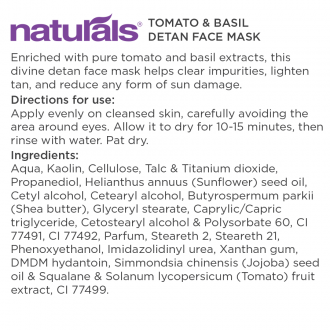 naturals® TOMATO & BASIL
DETAN FACE MASK
Enriched with pure tomato and basil extracts, this
divine detan face mask helps clear impurities, lighten
tan, and reduce any form of sun damage.
Directions for use:
Apply evenly on cleansed skin, carefully avoiding the
area around eyes. Allow it to dry for 10-15 minutes, then
rinse with water. Pat dry.
Ingredients:
Aqua, Kaolin, Cellulose, Talc & Titanium dioxide,
Propanediol, Helianthus annuus (Sunflower) seed oil,
Cetyl alcohol, Cetearyl alcohol, Butyrospermum parkii
(Shea butter), Glyceryl stearate, Caprylic/Capric
triglyceride, Cetostearyl alcohol & Polysorbate 60, CI
77491, CI 77492, Parfum, Steareth 2, Steareth 21,
Phenoxyethanol, Imidazolidinyl urea, Xanthan gum,
DMDM hydantoin, Simmondsia chinensis (Jojoba) seed
oil & Squalane & Solanum lycopersicum (Tomato) fruit
extract, CI 77499.